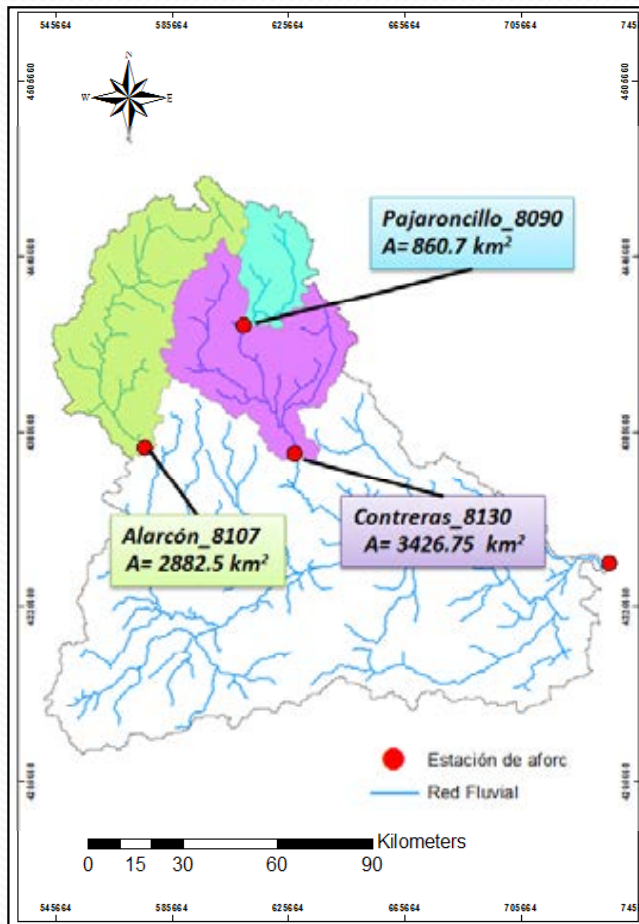 545664 585664 625664 665664 705664 745
N
W E
Pajaroncillo_8090
A= 860.7 km²
Alarcón_8107
A= 2882.5 km²
Contreras_8130
A= 3426.75 km²
Estación de aforc
Red Fluvial
Kilometers
0 15 30 60 90
545664 585664 625664 665664 705664 745